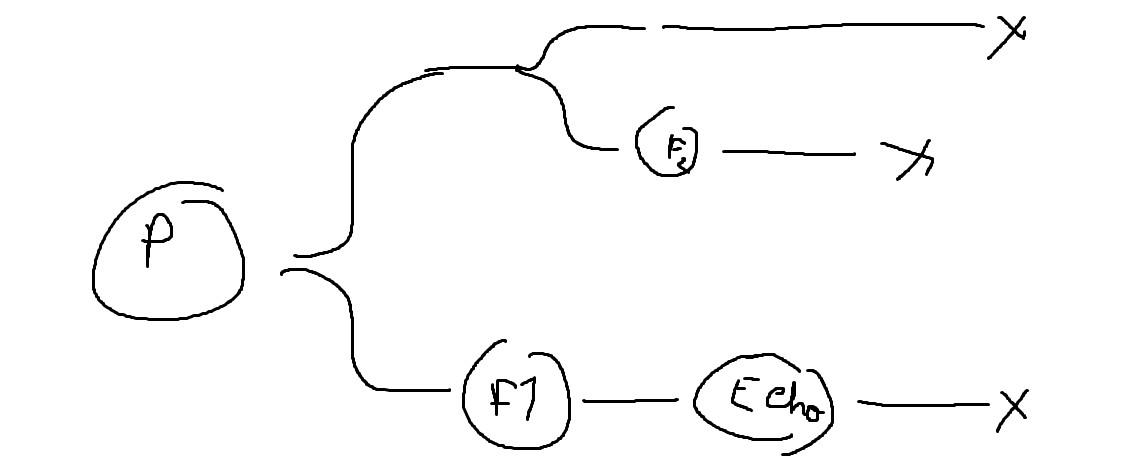 X
F2 X
P
F1 Echo X